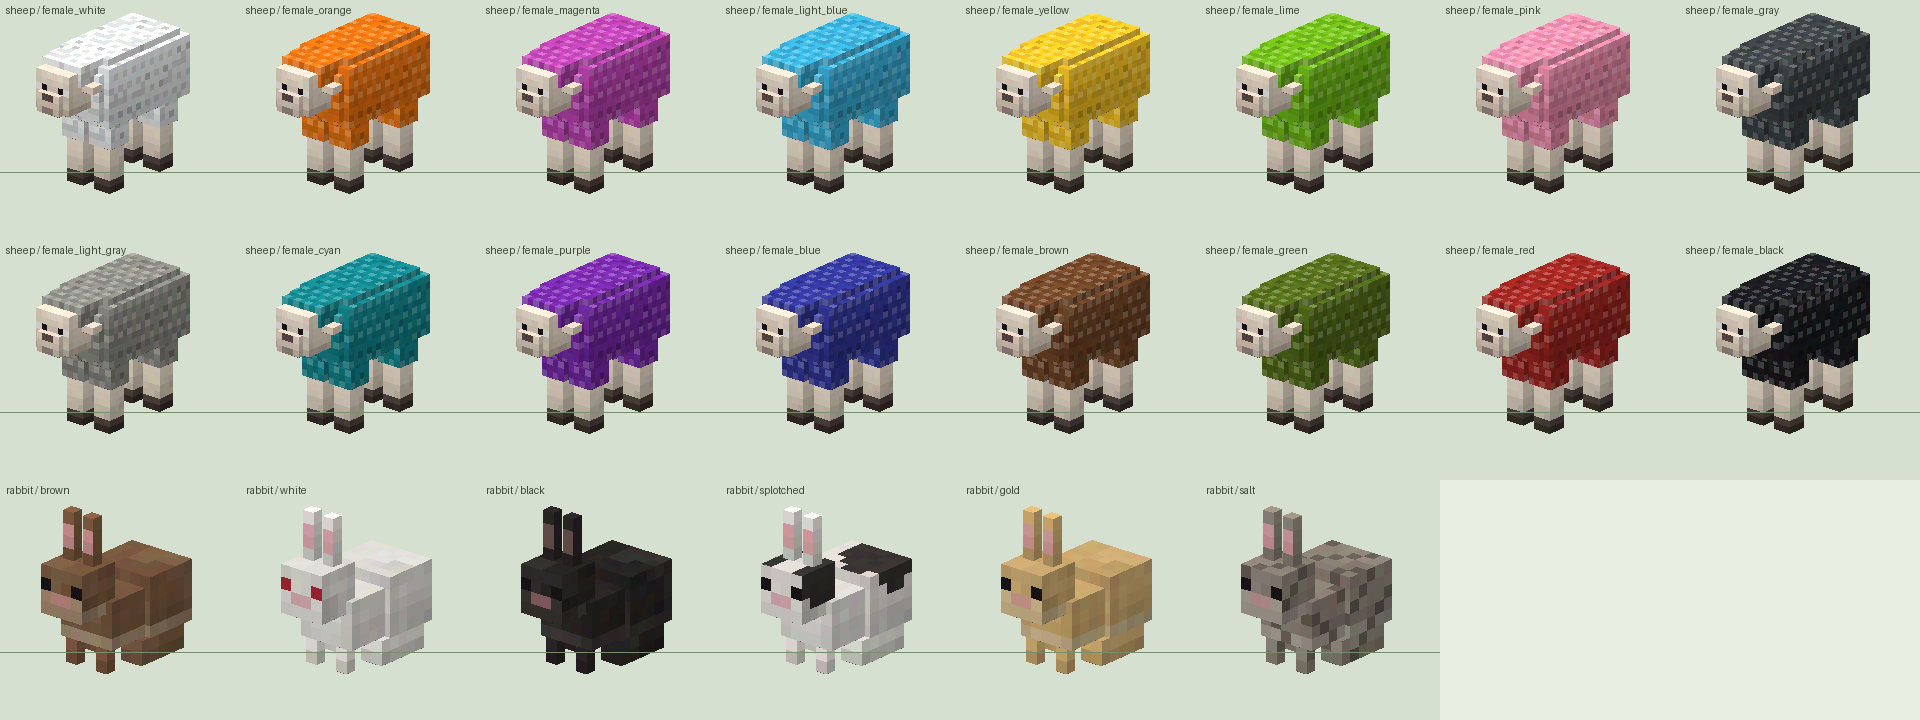 sheep/female_white
sheep/female_orange
sheep/female_magenta
sheep/female_light_blue
sheep/female_yellow
sheep/female_lime
sheep/female_pink
sheep/female_gray
sheep/female_light_gray
sheep/female_cyan
sheep/female_purple
sheep/female_blue
sheep/female_brown
sheep/female_green
sheep/female_red
sheep/female_black
rabbit/brown
rabbit/white
rabbit/black
rabbit/splotched
rabbit/gold
rabbit/salt